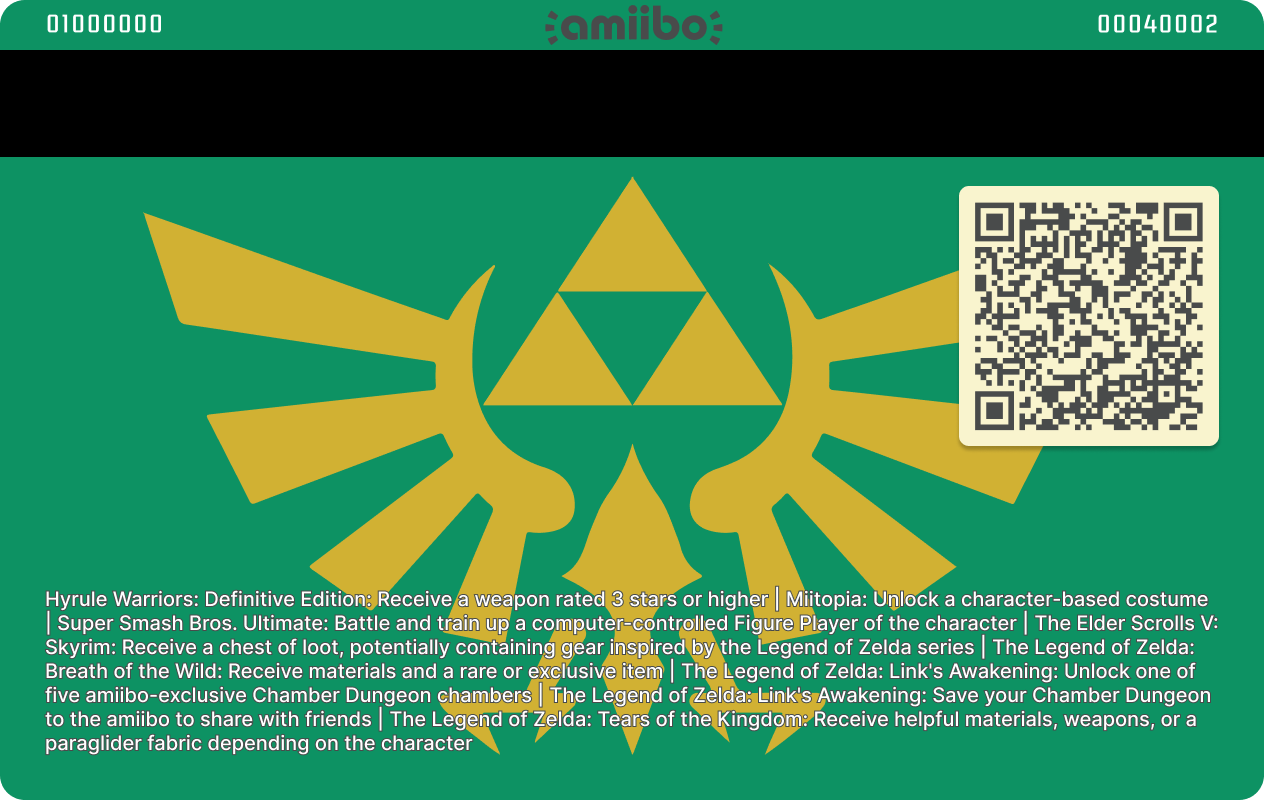 01000000 amiibo 00040002
Hyrule Warriors: Definitive Edition: Receive a weapon rated 3 stars or higher | Miitopia: Unlock a character-based costume
| Super Smash Bros. Ultimate: Battle and train up a computer-controlled Figure Player of the character | The Elder Scrolls V:
Skyrim: Receive a chest of loot, potentially containing gear inspired by the Legend of Zelda series | The Legend of Zelda:
Breath of the Wild: Receive materials and a rare or exclusive item | The Legend of Zelda: Link's Awakening: Unlock one of
five amiibo-exclusive Chamber Dungeon chambers | The Legend of Zelda: Link's Awakening: Save your Chamber Dungeon
to the amiibo to share with friends | The Legend of Zelda: Tears of the Kingdom: Receive helpful materials, weapons, or a
paraglider fabric depending on the character